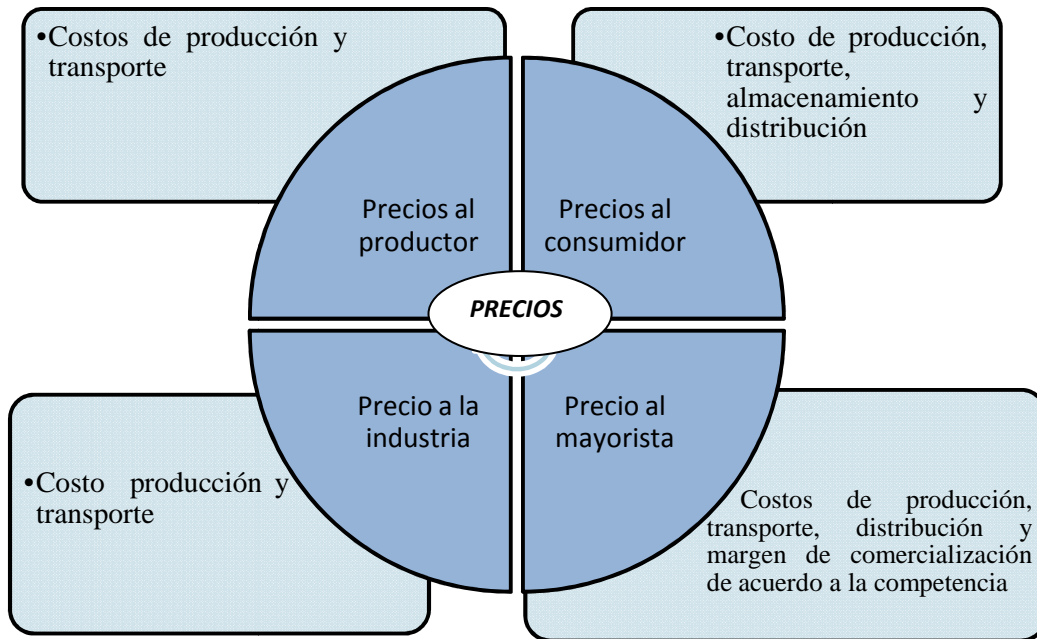 •Costos de producción y
transporte
•Costo de producción,
transporte,
almacenamiento y
distribución
Precios al
productor
Precios al
consumidor
PRECIOS
Precio a la
industria
Precio al
mayorista
•Costo producción y
transporte
Costos de producción,
transporte, distribución y
margen de comercialización
de acuerdo a la competencia